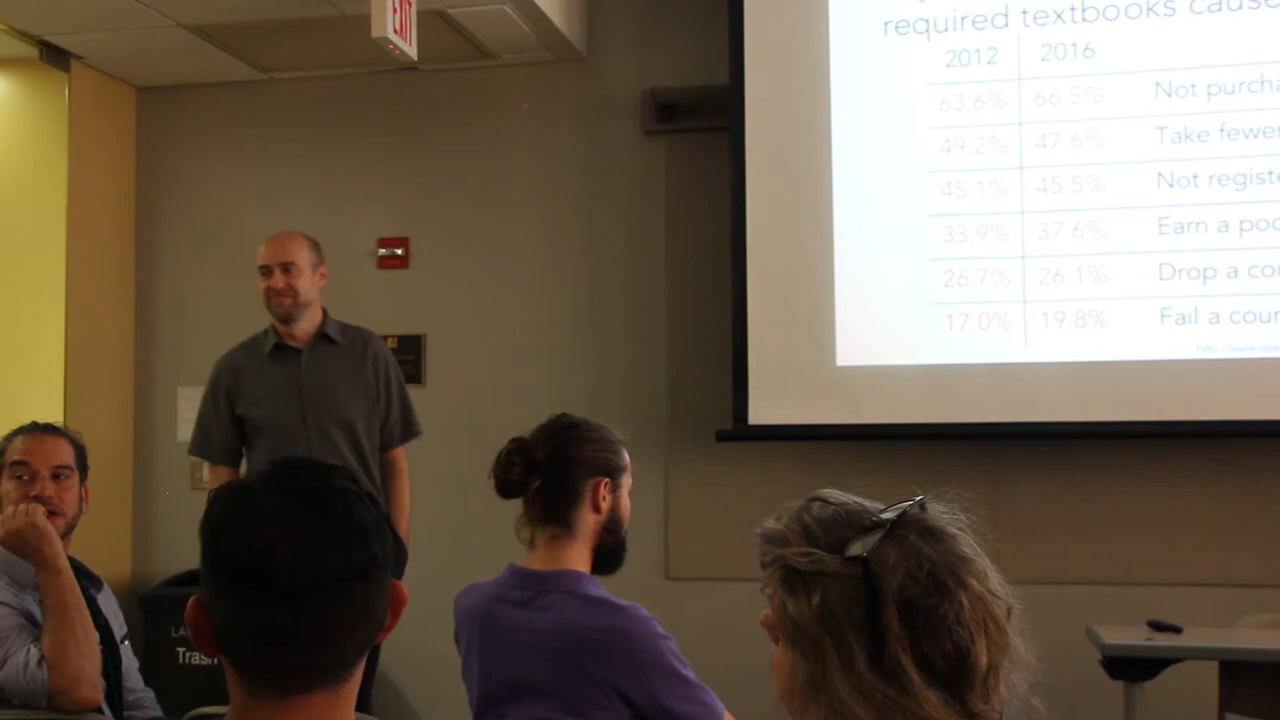 EXIT
required textbooks cause
2012 2016
63.6% 66.5% Not purcha
49.2% 47.6% Take fewer
45.1% 45.5% Not registe
33.9% 37.6% Earn a poo
26.7% 26.1% Drop a cou
17.0% 19.8% Fail a cour
Trash